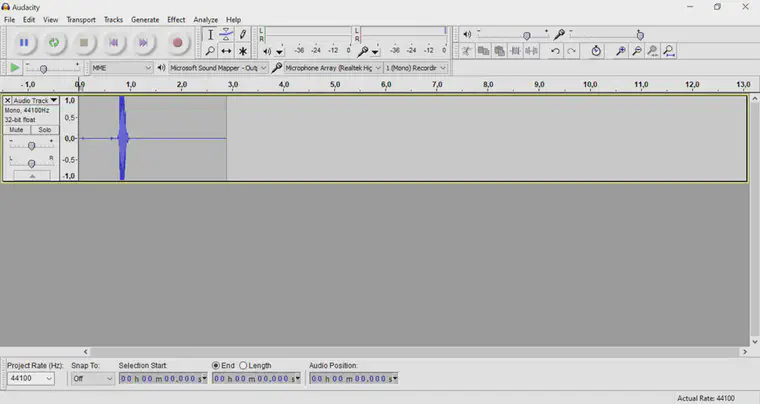 Audacity
File Edit View Transport Tracks Generate Effect Analyze Help
L
R
-36 -24 -12 0
L
R
-36 -24 -12 0
MME
Microsoft Sound Mapper - Outp
Microphone Array (Realtek Hig
1 (Mono) Recordir
-1,0 0,0 1,0 2,0 3,0 4,0 5,0 6,0 7,0 8,0 9,0 10,0 11,0 12,0 13,0
Audio Track
Mono, 44100Hz
32-bit float
Mute Solo
- +
L R
1,0
0,5
0,0
-0,5
-1,0
Project Rate (Hz): Snap To: Selection Start: End Length Audio Position:
44100 Off 00 h 00 m 00,000 s 00 h 00 m 00,000 s 00 h 00 m 00,000 s
Actual Rate: 44100